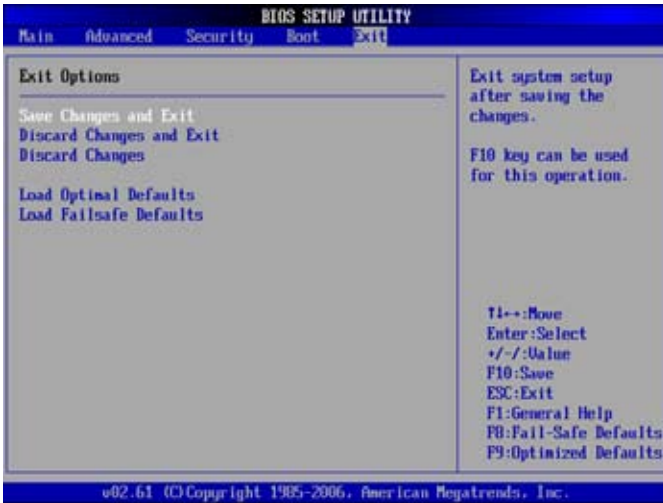 BIOS SETUP UTILITY
Main Advanced Security Boot Exit
Exit Options
Save Changes and Exit
Discard Changes and Exit
Discard Changes
Load Optimal Defaults
Load Failsafe Defaults
Exit system setup
after saving the
changes.
F10 key can be used
for this operation.
↑↓←→:Move
Enter:Select
+/-/:Value
F10:Save
ESC:Exit
F1:General Help
F8:Fail-Safe Defaults
F9:Optimized Defaults
v02.61 (C)Copyright 1985-2006, American Megatrends, Inc.